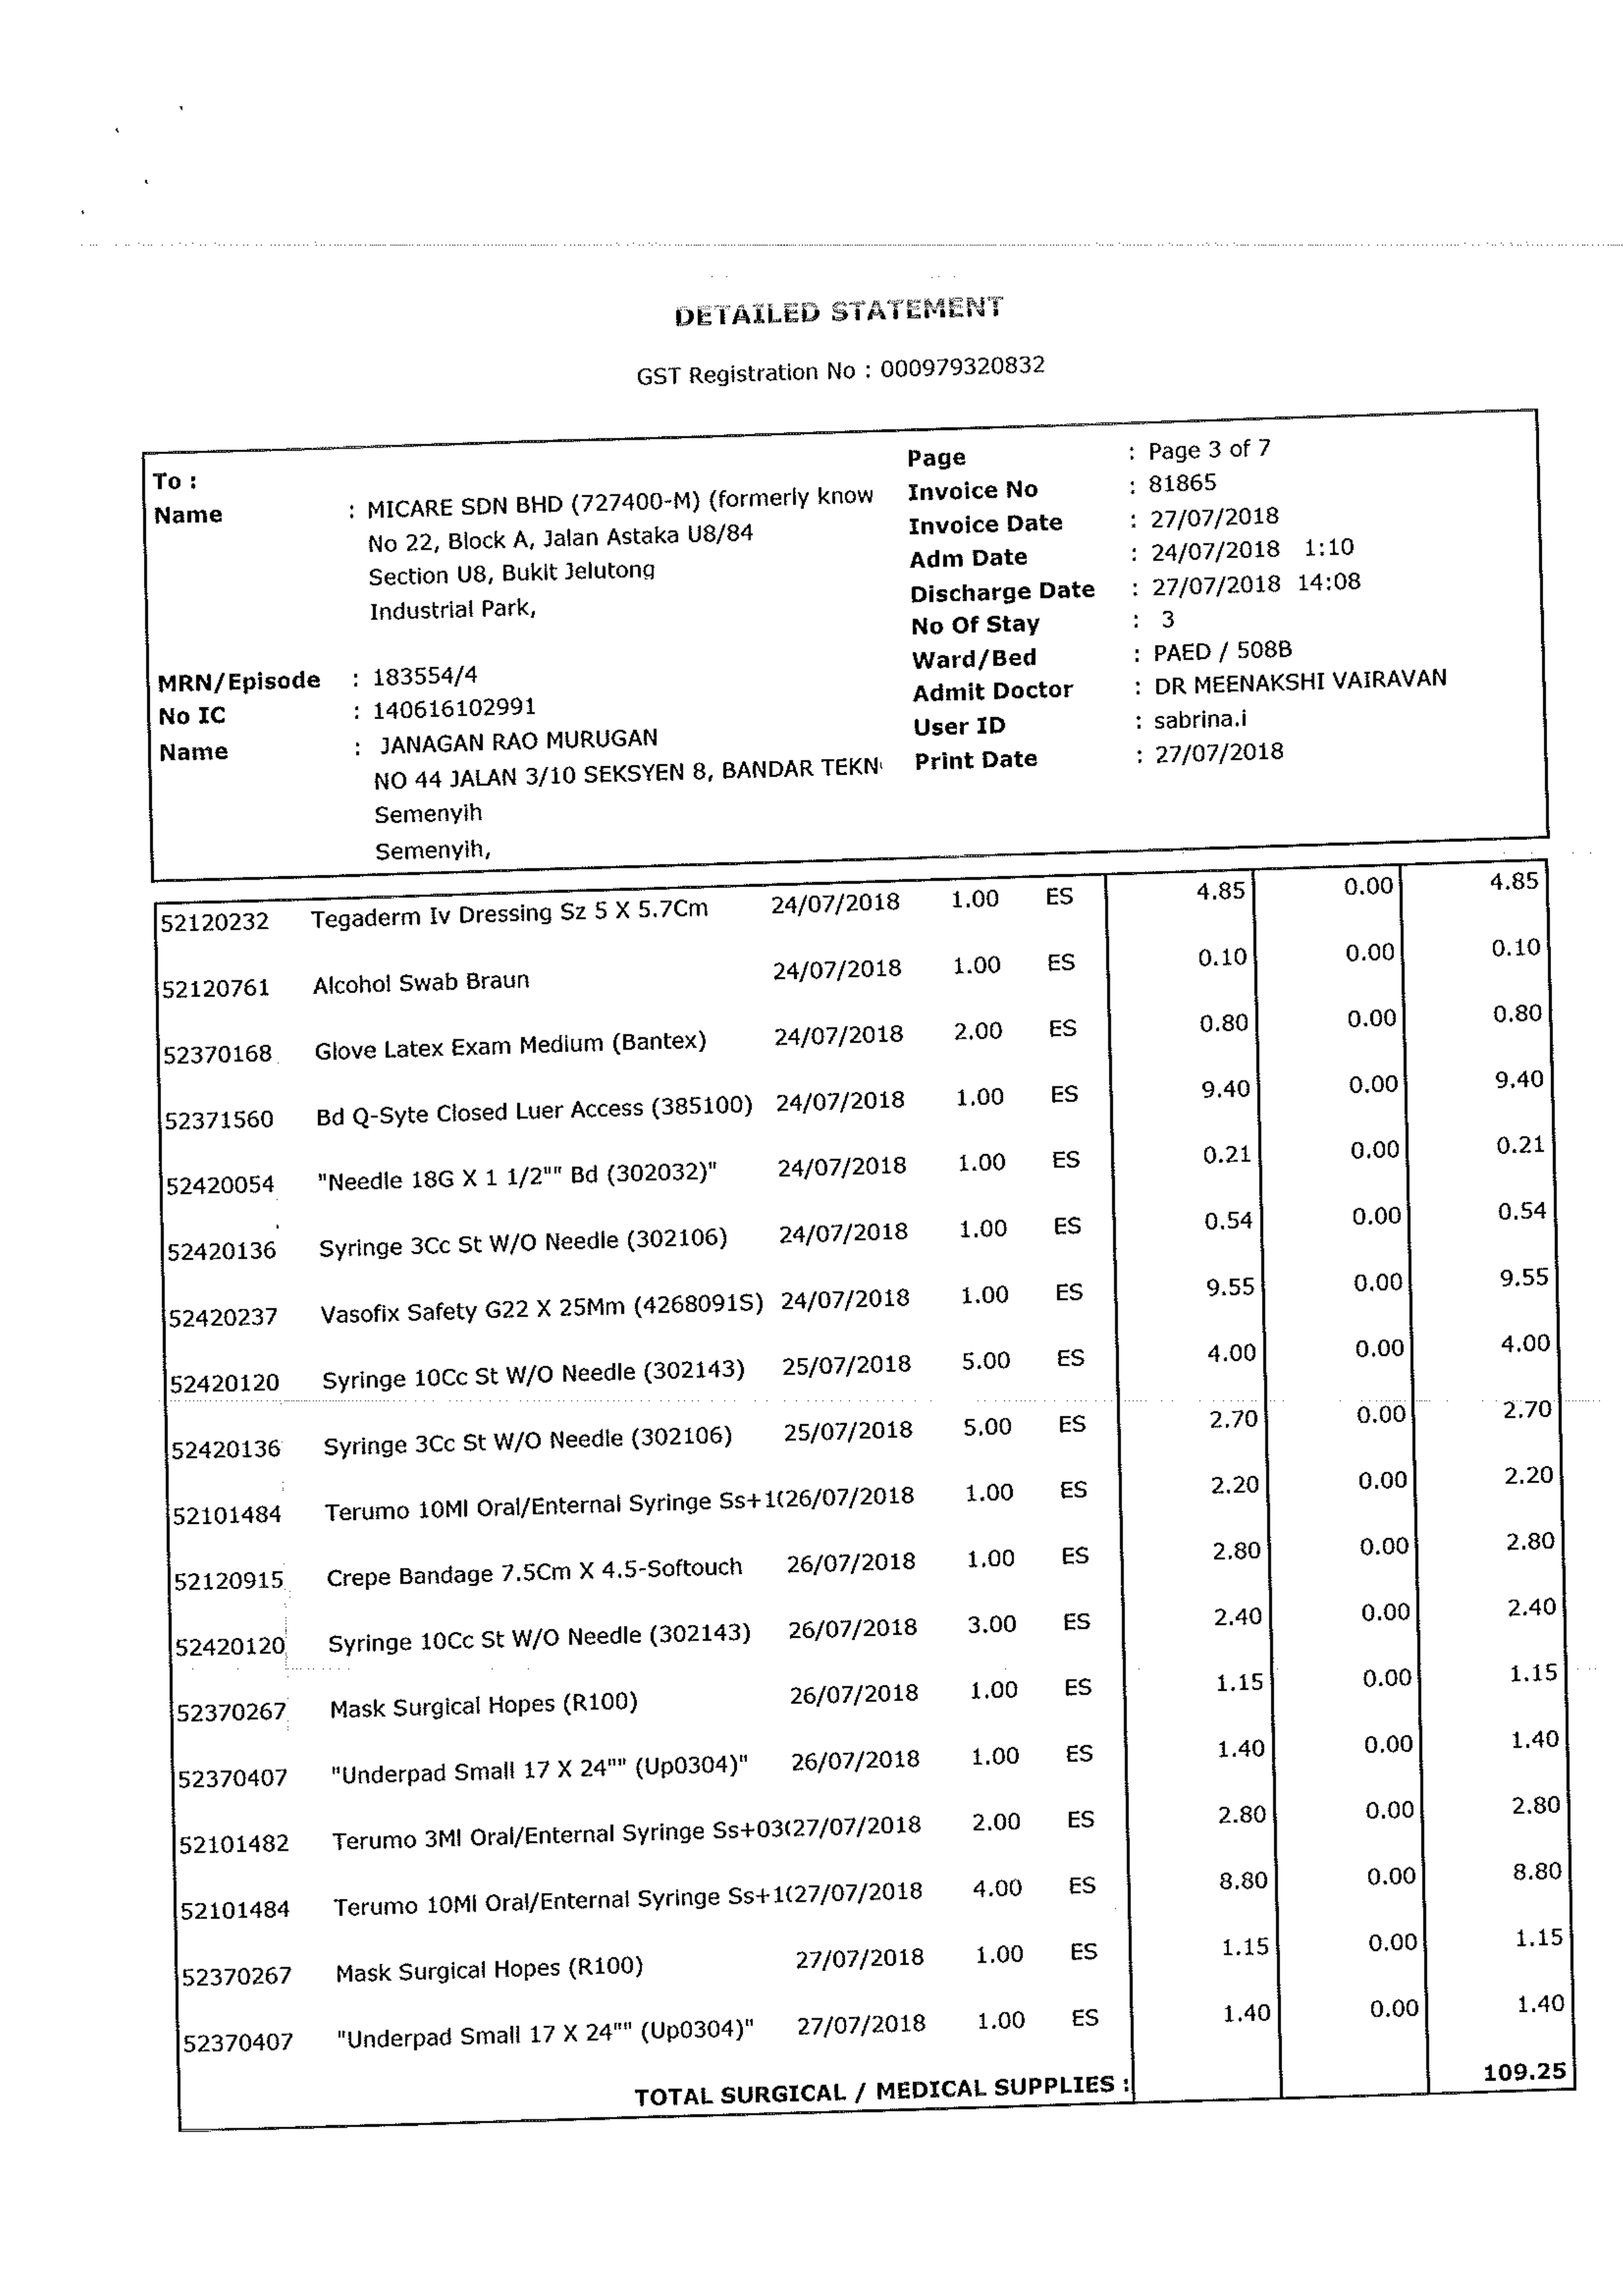 DETAILED STATEMENT
GST Registration No : 000979320832
To :
Name : MICARE SDN BHD (727400-M) (formerly know
No 22, Block A, Jalan Astaka U8/84
Section U8, Bukit Jelutong
Industrial Park,
MRN/Episode : 183554/4
No IC : 140616102991
Name : JANAGAN RAO MURUGAN
NO 44 JALAN 3/10 SEKSYEN 8, BANDAR TEKN
Semenyih
Semenyih,
Page : Page 3 of 7
Invoice No : 81865
Invoice Date : 27/07/2018
Adm Date : 24/07/2018 1:10
Discharge Date : 27/07/2018 14:08
No Of Stay : 3
Ward/Bed : PAED / 508B
Admit Doctor : DR MEENAKSHI VAIRAVAN
User ID : sabrina.i
Print Date : 27/07/2018
52120232 Tegaderm Iv Dressing Sz 5 X 5.7Cm 24/07/2018 1.00 ES 4.85 0.00 4.85
52120761 Alcohol Swab Braun 24/07/2018 1.00 ES 0.10 0.00 0.10
52370168 Glove Latex Exam Medium (Bantex) 24/07/2018 2.00 ES 0.80 0.00 0.80
52371560 Bd Q-Syte Closed Luer Access (385100) 24/07/2018 1.00 ES 9.40 0.00 9.40
52420054 "Needle 18G X 1 1/2"" Bd (302032)" 24/07/2018 1.00 ES 0.21 0.00 0.21
52420136 Syringe 3Cc St W/O Needle (302106) 24/07/2018 1.00 ES 0.54 0.00 0.54
52420237 Vasofix Safety G22 X 25Mm (4268091S) 24/07/2018 1.00 ES 9.55 0.00 9.55
52420120 Syringe 10Cc St W/O Needle (302143) 25/07/2018 5.00 ES 4.00 0.00 4.00
52420136 Syringe 3Cc St W/O Needle (302106) 25/07/2018 5.00 ES 2.70 0.00 2.70
52101484 Terumo 10Ml Oral/Enternal Syringe Ss+1(26/07/2018 1.00 ES 2.20 0.00 2.20
52120915 Crepe Bandage 7.5Cm X 4.5-Softouch 26/07/2018 1.00 ES 2.80 0.00 2.80
52420120 Syringe 10Cc St W/O Needle (302143) 26/07/2018 3.00 ES 2.40 0.00 2.40
52370267 Mask Surgical Hopes (R100) 26/07/2018 1.00 ES 1.15 0.00 1.15
52370407 "Underpad Small 17 X 24"" (Up0304)" 26/07/2018 1.00 ES 1.40 0.00 1.40
52101482 Terumo 3Ml Oral/Enternal Syringe Ss+03(27/07/2018 2.00 ES 2.80 0.00 2.80
52101484 Terumo 10Ml Oral/Enternal Syringe Ss+1(27/07/2018 4.00 ES 8.80 0.00 8.80
52370267 Mask Surgical Hopes (R100) 27/07/2018 1.00 ES 1.15 0.00 1.15
52370407 "Underpad Small 17 X 24"" (Up0304)" 27/07/2018 1.00 ES 1.40 0.00 1.40
TOTAL SURGICAL / MEDICAL SUPPLIES : 109.25